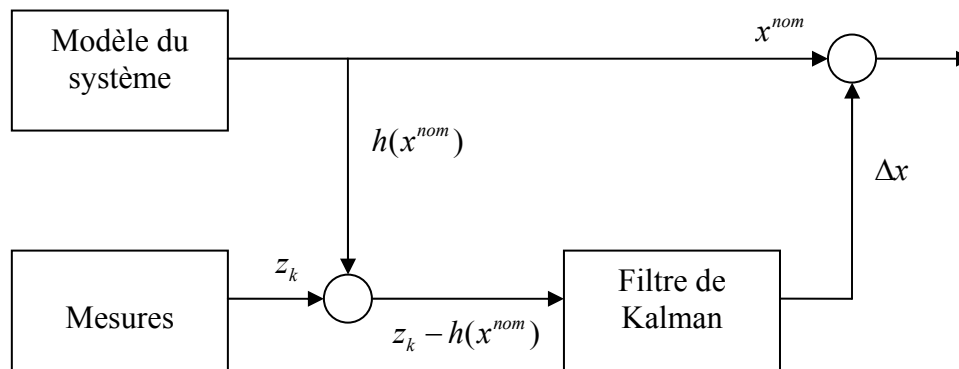 Modèle du
système
x^{nom}
h(x^{nom})
Δx
Mesures
z_k
z_k − h(x^{nom})
Filtre de
Kalman